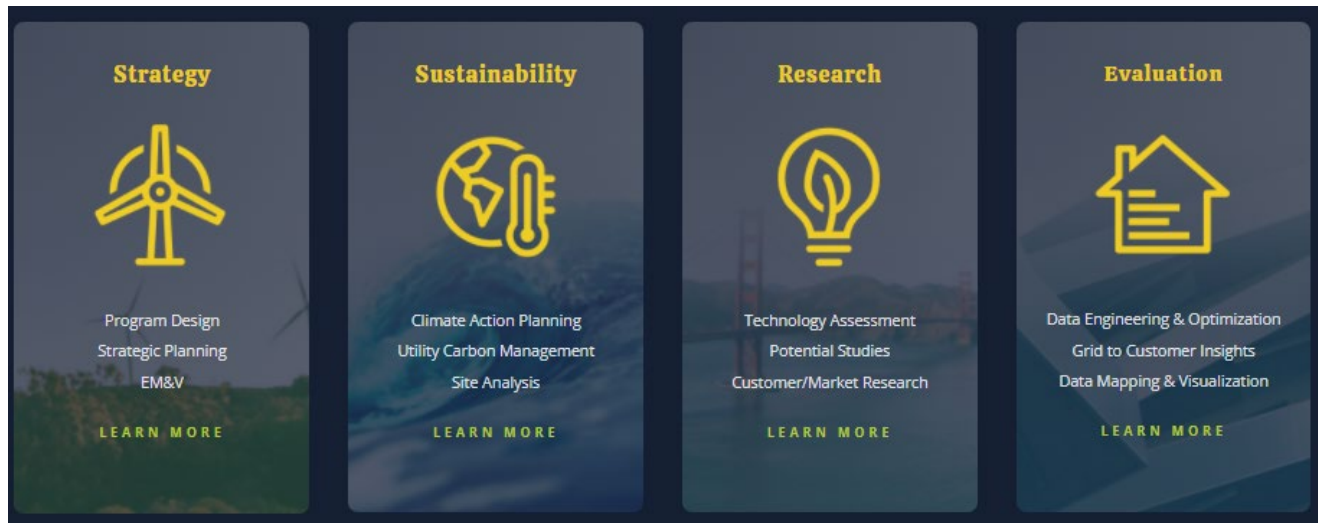 Strategy
Program Design
Strategic Planning
EM&V
LEARN MORE
Sustainability
Climate Action Planning
Utility Carbon Management
Site Analysis
LEARN MORE
Research
Technology Assessment
Potential Studies
Customer/Market Research
LEARN MORE
Evaluation
Data Engineering & Optimization
Grid to Customer Insights
Data Mapping & Visualization
LEARN MORE